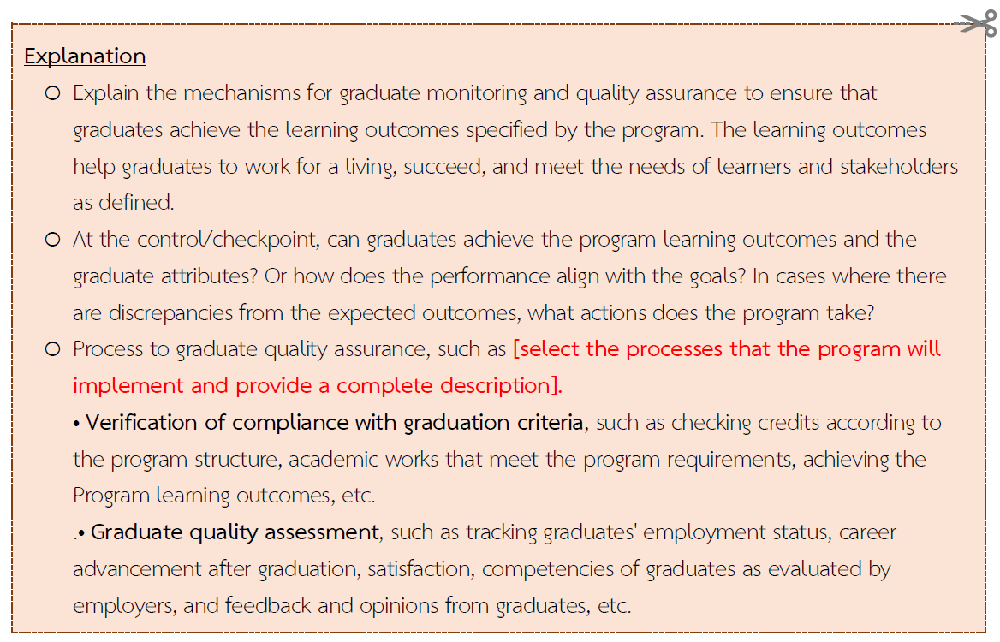 Explanation
○ Explain the mechanisms for graduate monitoring and quality assurance to ensure that
graduates achieve the learning outcomes specified by the program. The learning outcomes
help graduates to work for a living, succeed, and meet the needs of learners and stakeholders
as defined.
○ At the control/checkpoint, can graduates achieve the program learning outcomes and the
graduate attributes? Or how does the performance align with the goals? In cases where there
are discrepancies from the expected outcomes, what actions does the program take?
○ Process to graduate quality assurance, such as [select the processes that the program will
implement and provide a complete description].
• Verification of compliance with graduation criteria, such as checking credits according to
the program structure, academic works that meet the program requirements, achieving the
Program learning outcomes, etc.
.• Graduate quality assessment, such as tracking graduates' employment status, career
advancement after graduation, satisfaction, competencies of graduates as evaluated by
employers, and feedback and opinions from graduates, etc.